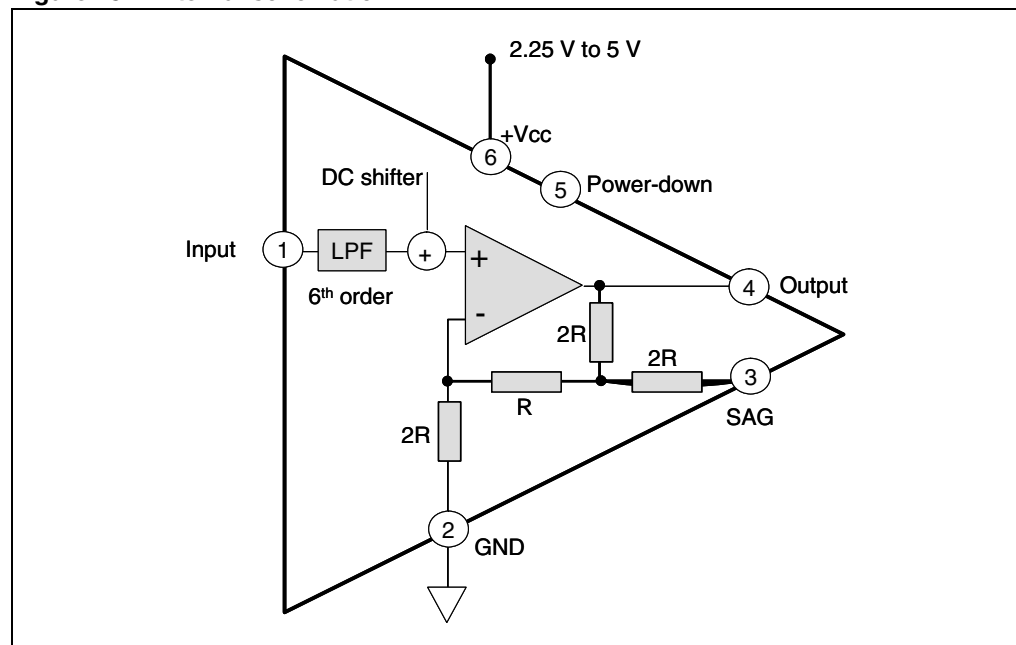 2.25 V to 5 V
+Vcc
6
DC shifter
5
Power-down
Input
1
LPF
+
+
6th order
4
Output
-
2R
2R
3
R
SAG
2R
2
GND